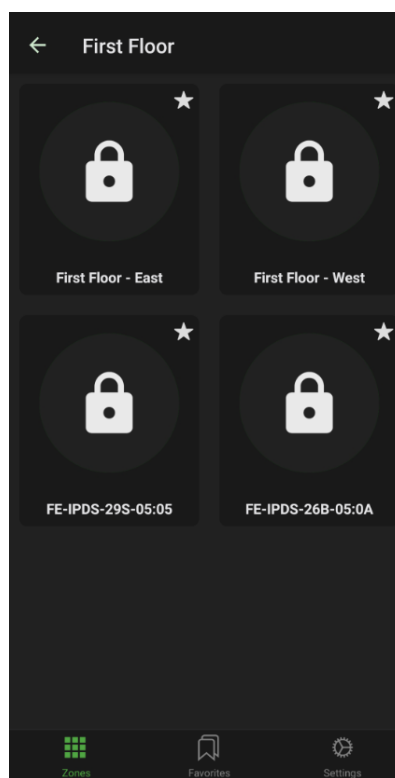 First Floor
First Floor - East
First Floor - West
FE-IPDS-29S-05:05
FE-IPDS-26B-05:0A
Zones
Favorites
Settings